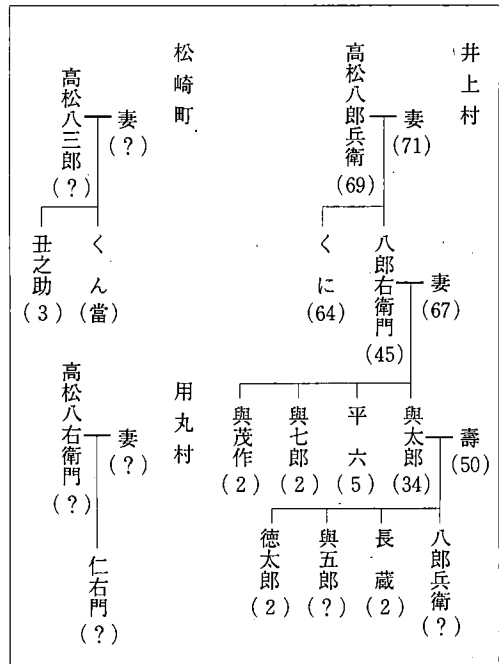 井上村
妻
(71)
高松八郎兵衛
(69)
八郎右衛門
(45)
くに
(64)
妻
(67)
與太郎
(34)
平六
(5)
與七郎
(2)
與茂作
(2)
壽
(50)
八郎兵衛
(?)
長蔵
(2)
與五郎
(?)
徳太郎
(2)
松崎町
妻
(?)
高松八三郎
(?)
くん
(當)
丑之助
(3)
用丸村
妻
(?)
高松八右衛門
(?)
仁右門
(?)